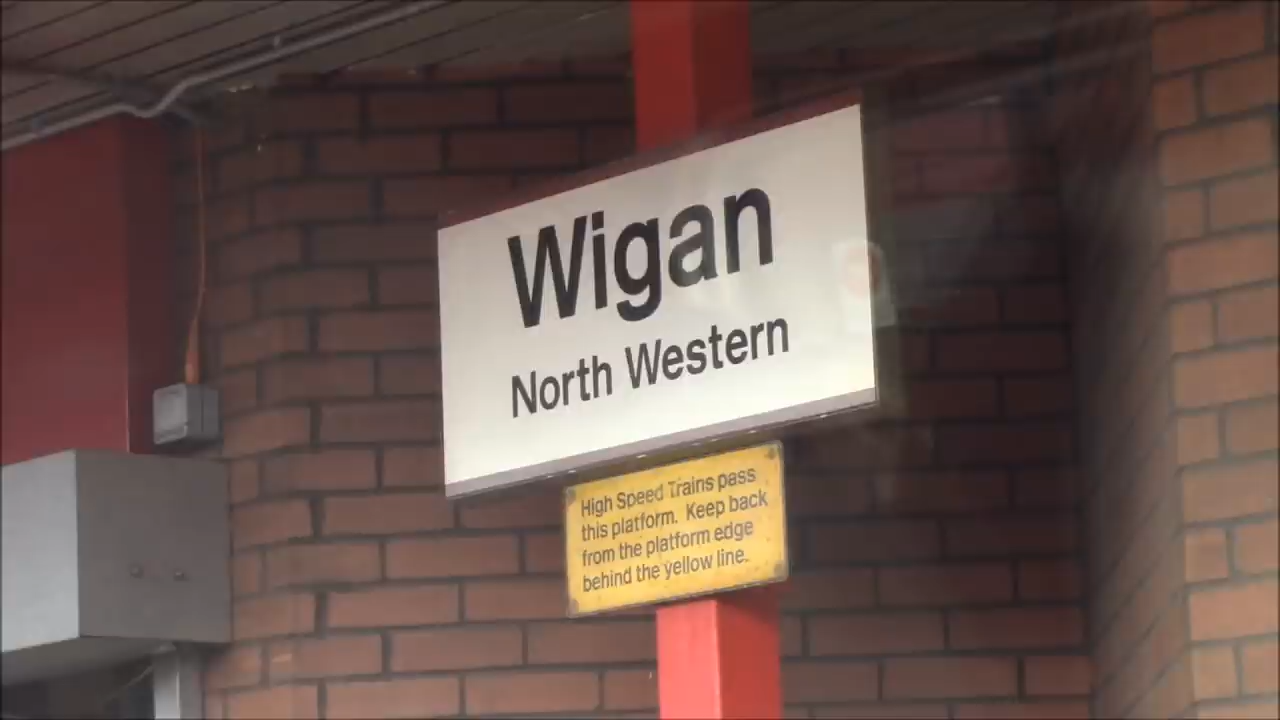 Wigan
North Western
High Speed Trains pass
this platform. Keep back
from the platform edge
behind the yellow line.